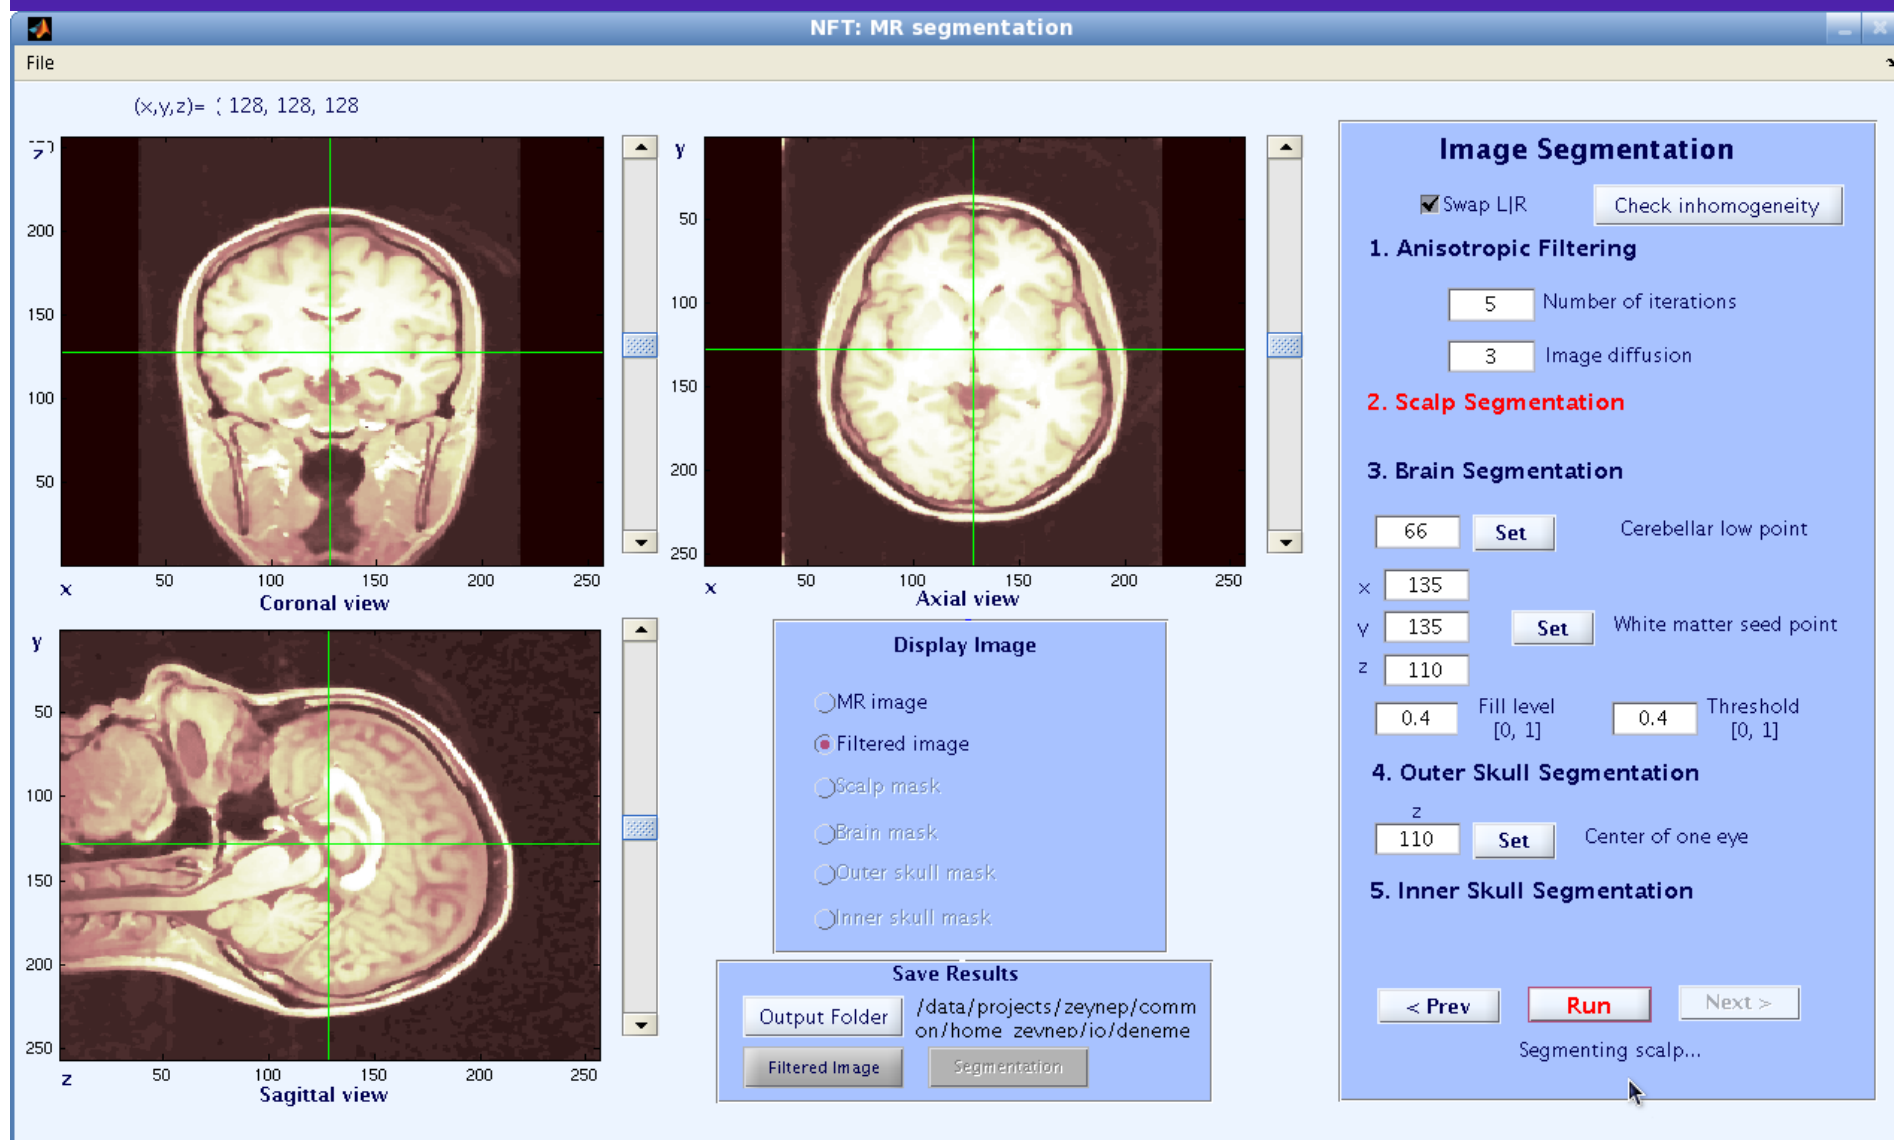 NFT: MR segmentation
File
(x,y,z)= ( 128, 128, 128
z
200
150
100
50
50 100 150 200 250
x
Coronal view
y
50
100
150
200
250
50 100 150 200 250
x
Axial view
y
50
100
150
200
250
50 100 150 200 250
z
Sagittal view
Display Image
MR image
Filtered image
Scalp mask
Brain mask
Outer skull mask
Inner skull mask
Save Results
Output Folder
/data/projects/zeynep/comm
on/home_zeynep/io/deneme
Filtered Image Segmentation
Image Segmentation
Swap L|R Check inhomogeneity
1. Anisotropic Filtering
5 Number of iterations
3 Image diffusion
2. Scalp Segmentation
3. Brain Segmentation
66 Set Cerebellar low point
x 135
y 135 Set White matter seed point
z 110
0.4 Fill level [0, 1] 0.4 Threshold [0, 1]
4. Outer Skull Segmentation
z
110 Set Center of one eye
5. Inner Skull Segmentation
< Prev Run Next >
Segmenting scalp...